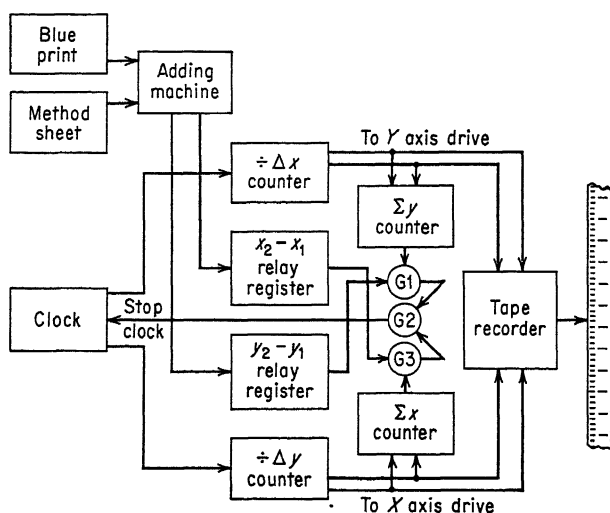 Blue
print
Adding
machine
Method
sheet
To Y axis drive
÷ Δx
counter
Σy
counter
x₂ – x₁
relay
register
G1
Clock
Stop
clock
G2
Tape
recorder
y₂ – y₁
relay
register
G3
Σx
counter
÷ Δy
counter
To X axis drive